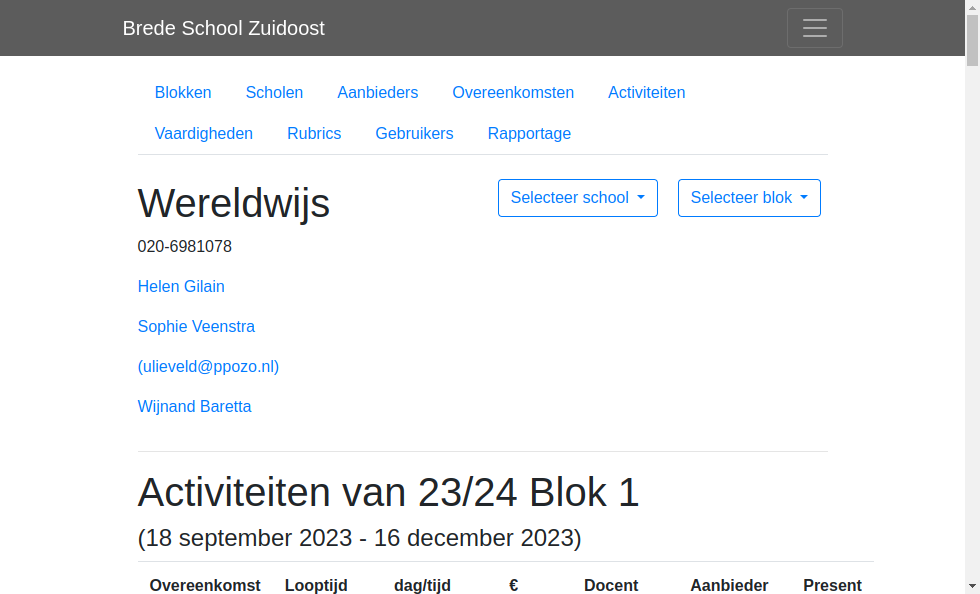 Brede School Zuidoost
Blokken Scholen Aanbieders Overeenkomsten Activiteiten
Vaardigheden Rubrics Gebruikers Rapportage
Wereldwijs Selecteer school Selecteer blok
020-6981078
Helen Gilain
Sophie Veenstra
(ulieveld@ppozo.nl)
Wijnand Baretta
Activiteiten van 23/24 Blok 1
(18 september 2023 - 16 december 2023)
Overeenkomst Looptijd dag/tijd € Docent Aanbieder Present